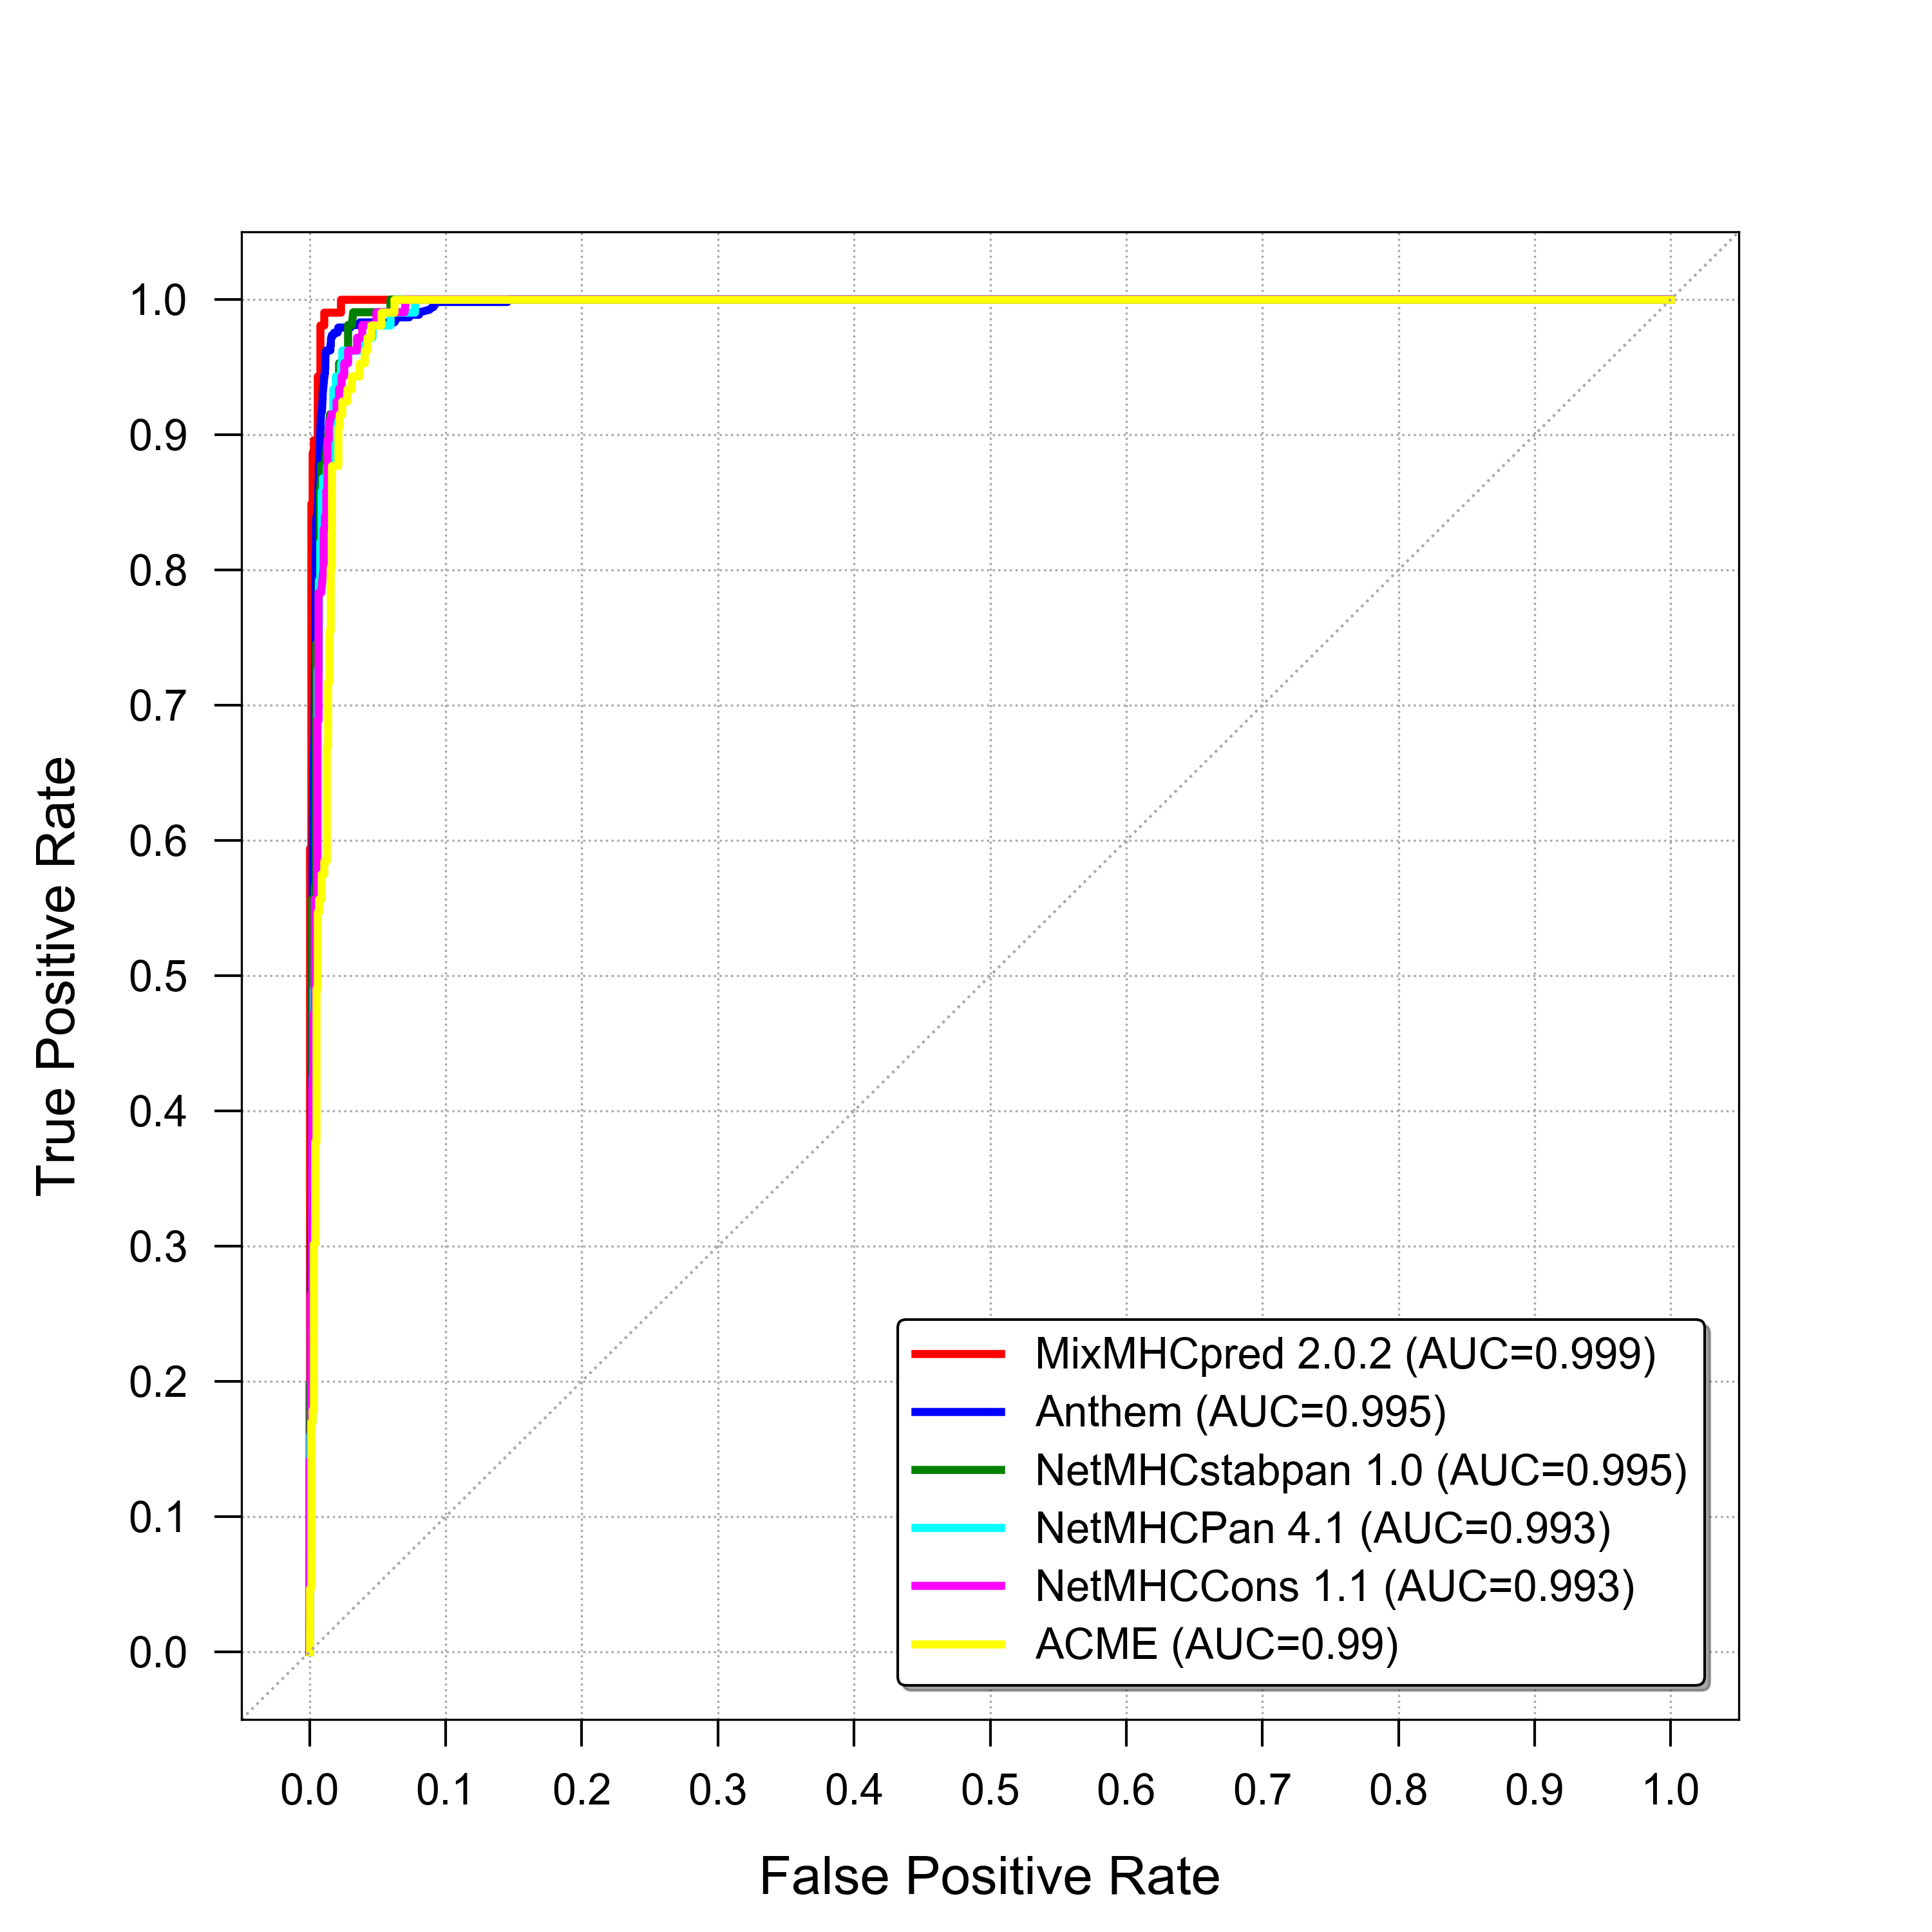 1.0
0.9
0.8
0.7
0.6
0.5
0.4
0.3
0.2
0.1
0.0
True Positive Rate
MixMHCpred 2.0.2 (AUC=0.999)
Anthem (AUC=0.995)
NetMHCstabpan 1.0 (AUC=0.995)
NetMHCPan 4.1 (AUC=0.993)
NetMHCCons 1.1 (AUC=0.993)
ACME (AUC=0.99)
0.0 0.1 0.2 0.3 0.4 0.5 0.6 0.7 0.8 0.9 1.0
False Positive Rate